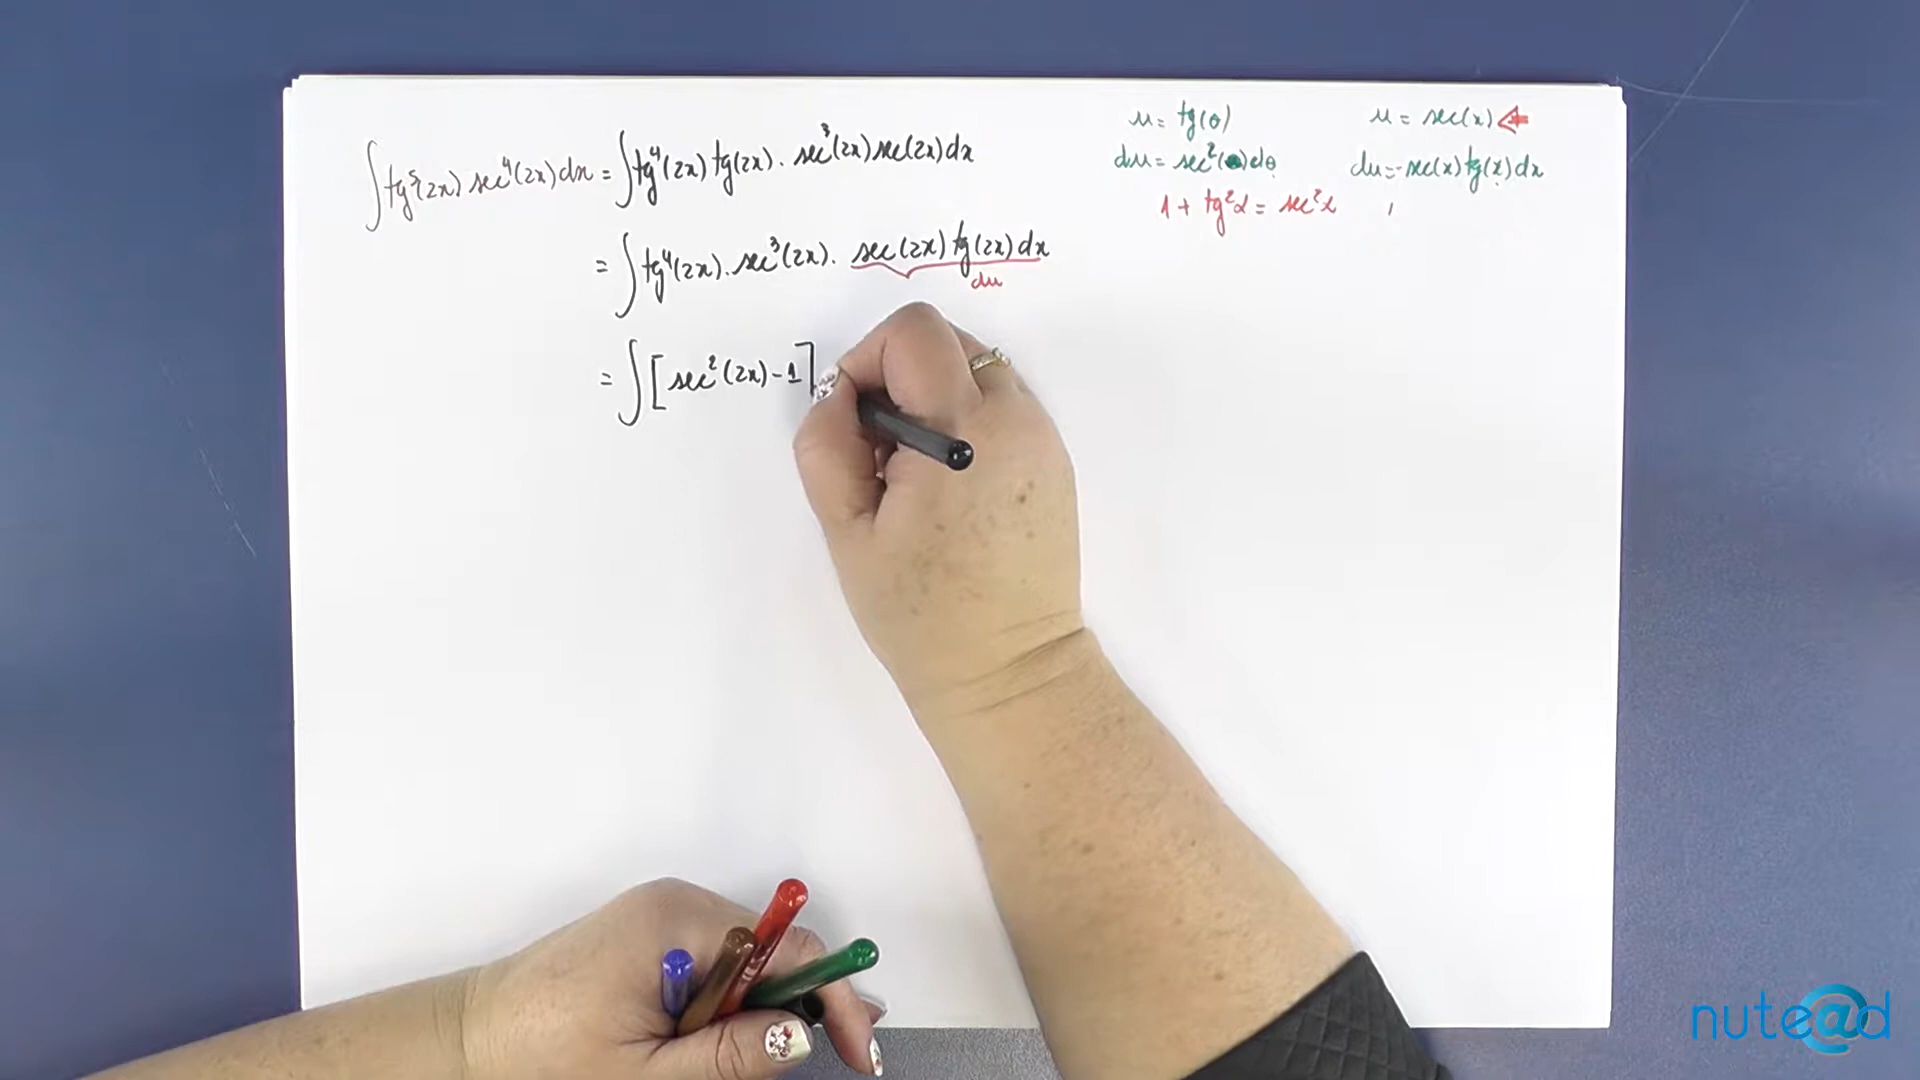 ∫tg⁵(2x) sec⁴(2x)dx = ∫tg⁴(2x) tg(2x) . sec³(2x) sec(2x)dx
= ∫tg⁴(2x) . sec³(2x) . sec(2x) tg(2x)dx
du
= ∫[sec²(2x)-1]
u = tg(θ)
du = sec²(θ)dθ
1 + tg²x = sec²x
u = sec(x)
du = sec(x)tg(x)dx
nute@d